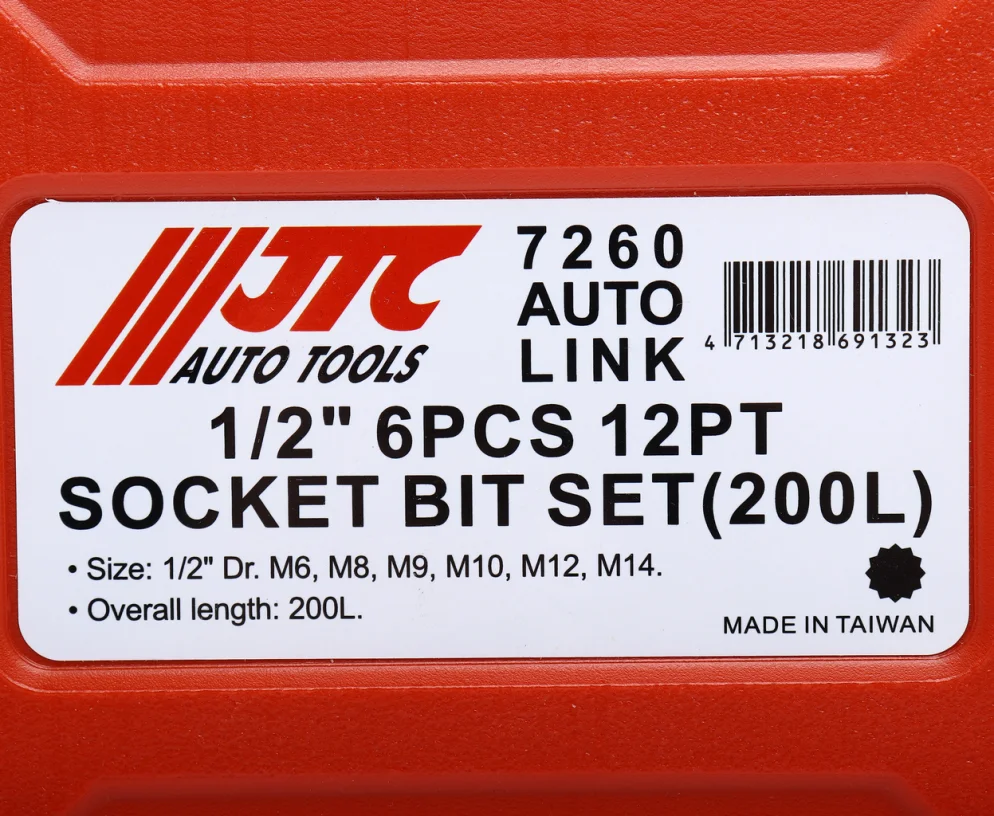 JTC
AUTO TOOLS
7260
AUTO
LINK
4 713218 691323
1/2" 6PCS 12PT
SOCKET BIT SET(200L)
• Size: 1/2" Dr. M6, M8, M9, M10, M12, M14.
• Overall length: 200L.
MADE IN TAIWAN